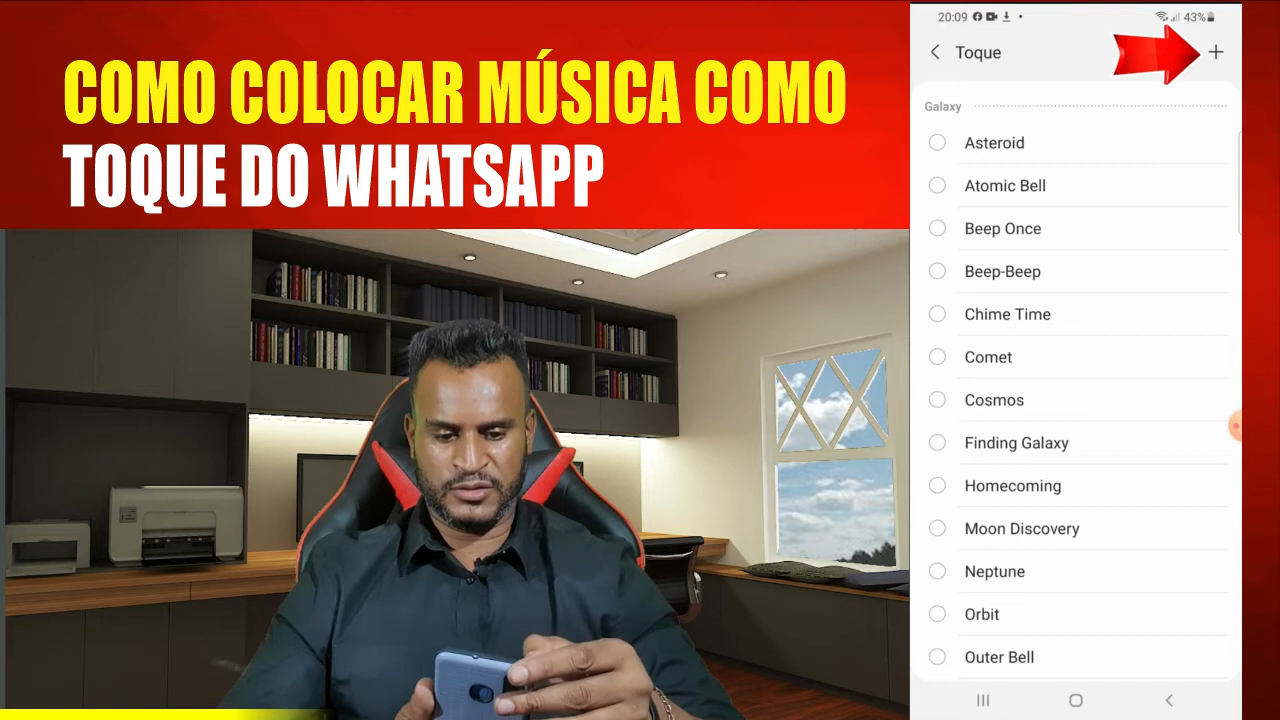 COMO COLOCAR MÚSICA COMO
TOQUE DO WHATSAPP
20:09
43%
Toque
Galaxy
Asteroid
Atomic Bell
Beep Once
Beep-Beep
Chime Time
Comet
Cosmos
Finding Galaxy
Homecoming
Moon Discovery
Neptune
Orbit
Outer Bell